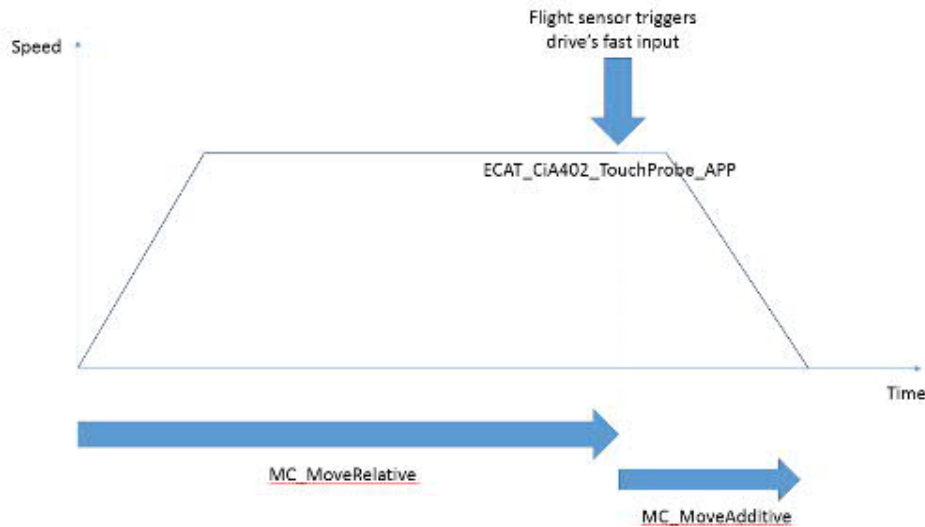 Flight sensor triggers
drive's fast input
Speed
ECAT_CiA402_TouchProbe_APP
Time
MC_MoveRelative
MC_MoveAdditive